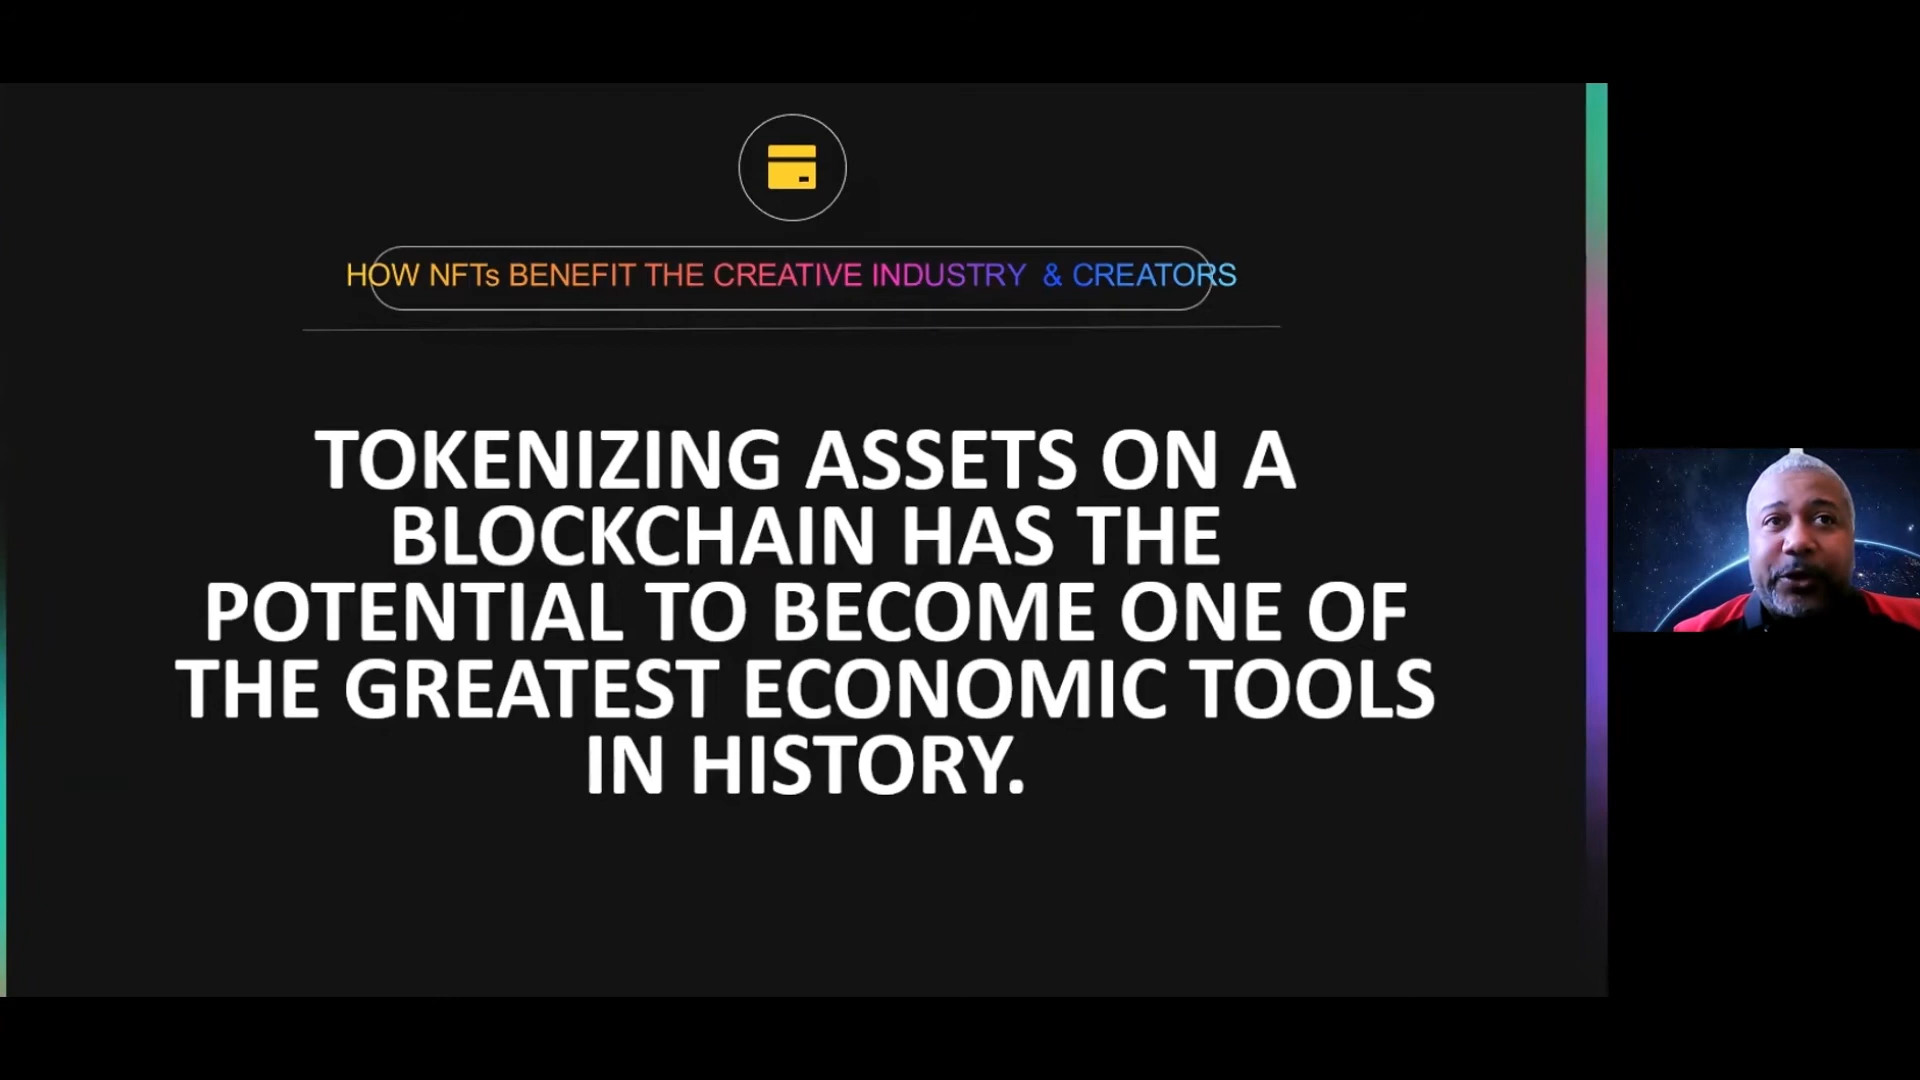 HOW NFTs BENEFIT THE CREATIVE INDUSTRY & CREATORS
TOKENIZING ASSETS ON A
BLOCKCHAIN HAS THE
POTENTIAL TO BECOME ONE OF
THE GREATEST ECONOMIC TOOLS
IN HISTORY.